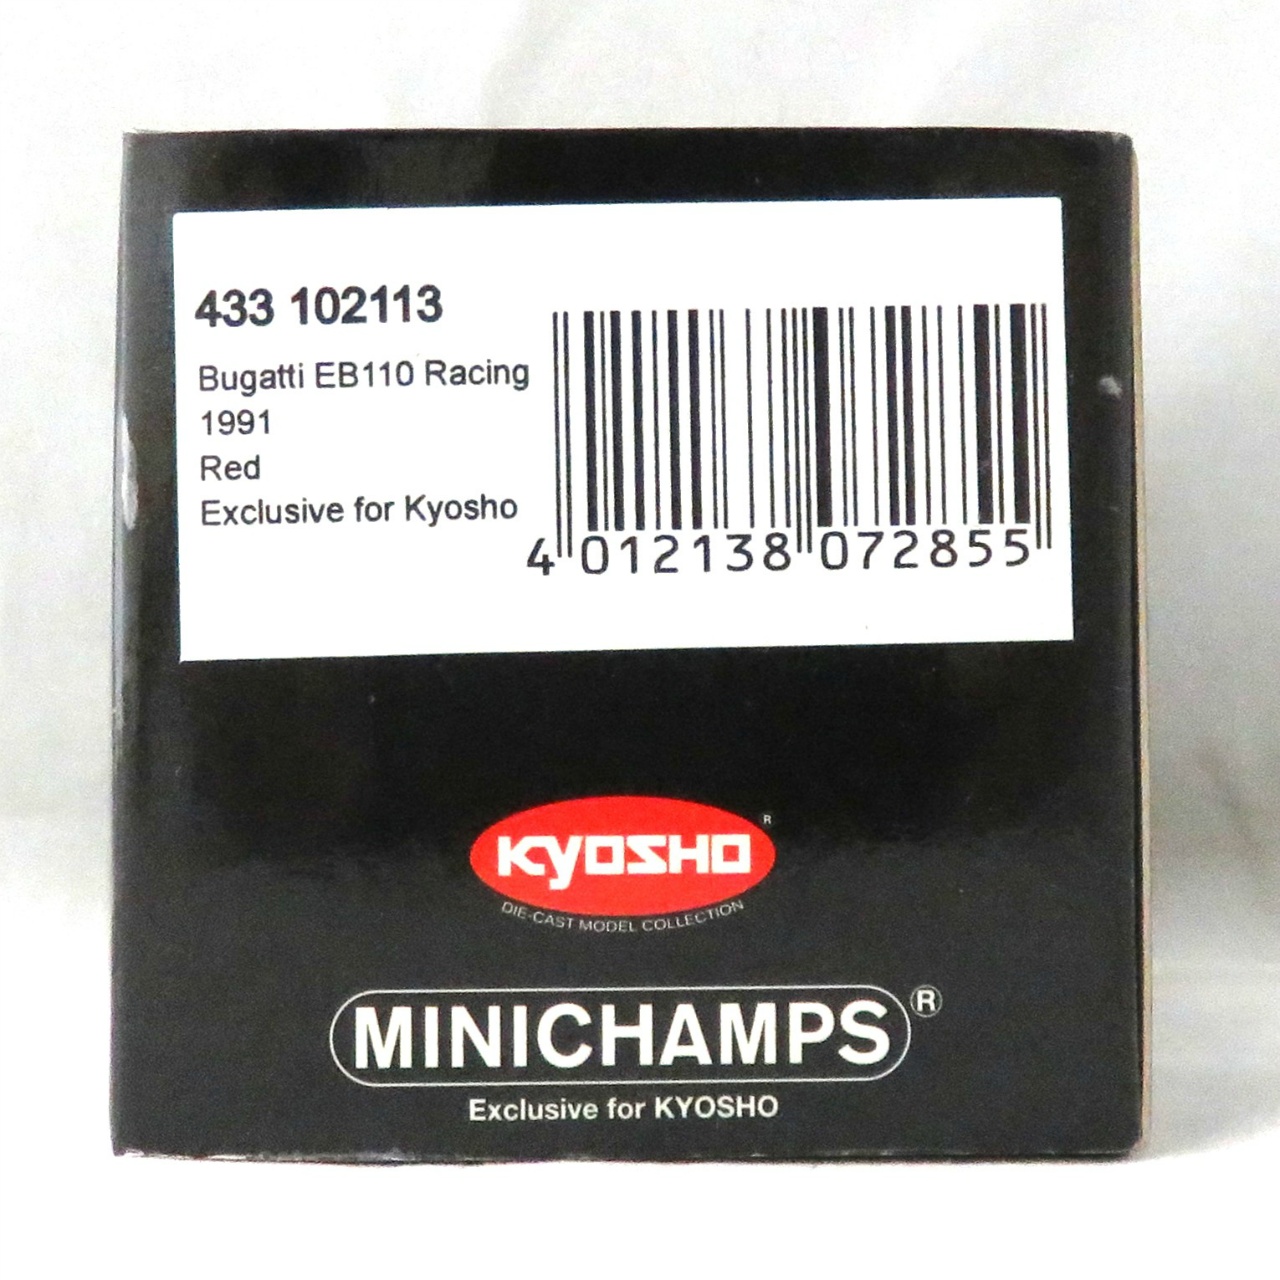 433 102113
Bugatti EB110 Racing
1991
Red
Exclusive for Kyosho
4 012138 072855
KYOSHO R
DIE-CAST MODEL COLLECTION
MINICHAMPS ®
Exclusive for KYOSHO